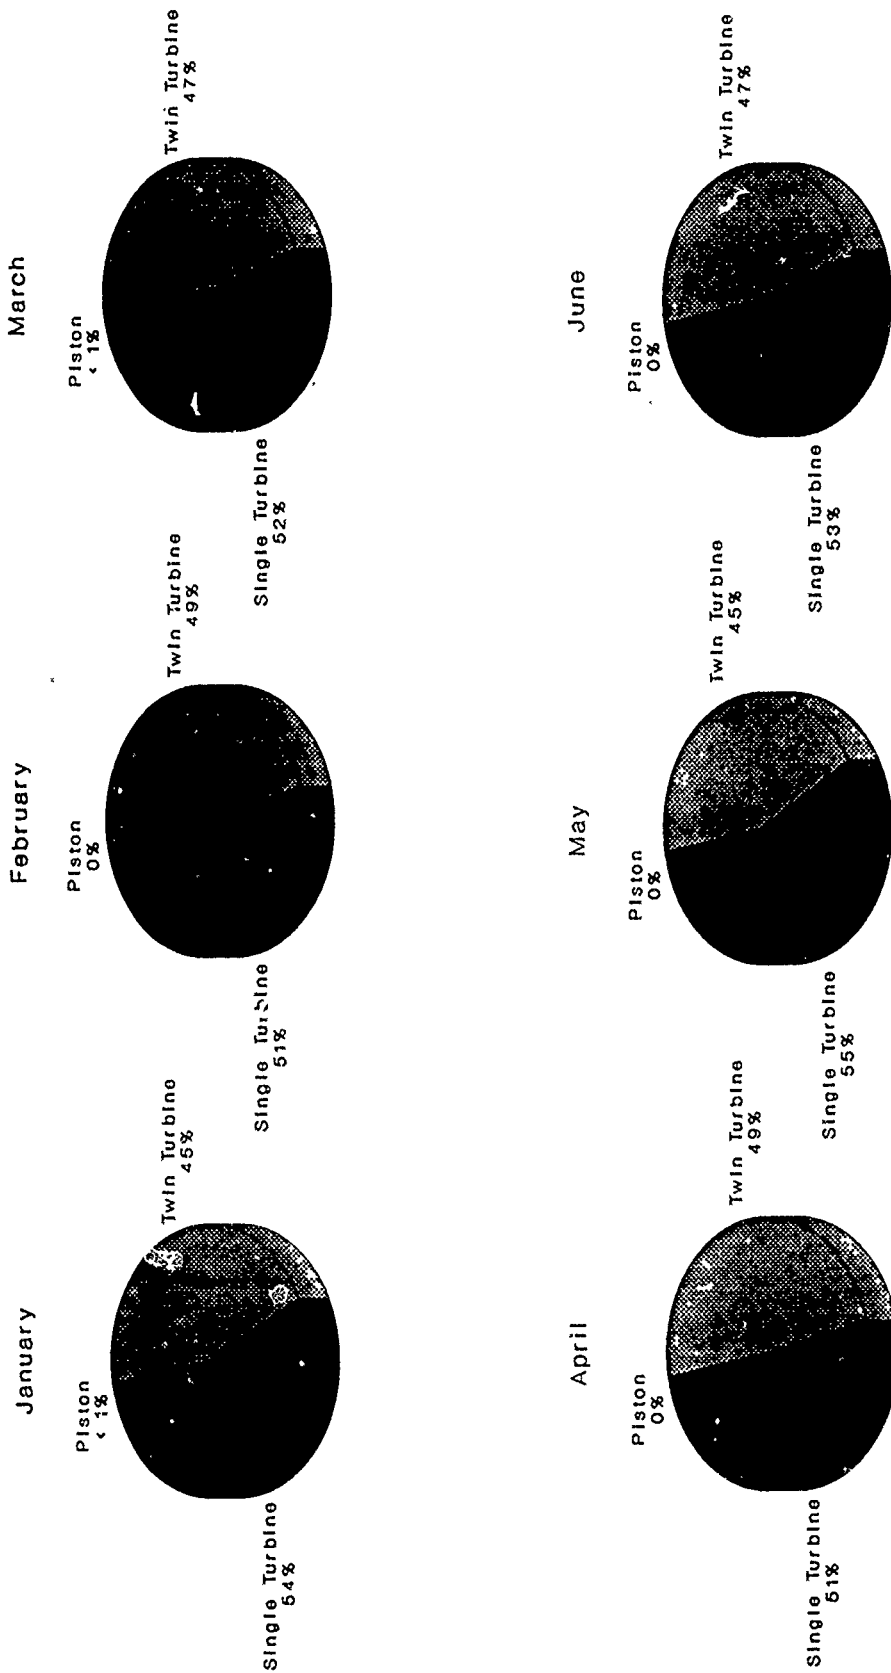 January
Piston
< 1%
Twin Turbine
45%
Single Turbine
54%
February
Piston
0%
Twin Turbine
49%
Single Turbine
51%
March
Piston
< 1%
Twin Turbine
47%
Single Turbine
52%
April
Piston
0%
Twin Turbine
49%
Single Turbine
51%
May
Piston
0%
Twin Turbine
45%
Single Turbine
55%
June
Piston
0%
Twin Turbine
47%
Single Turbine
53%